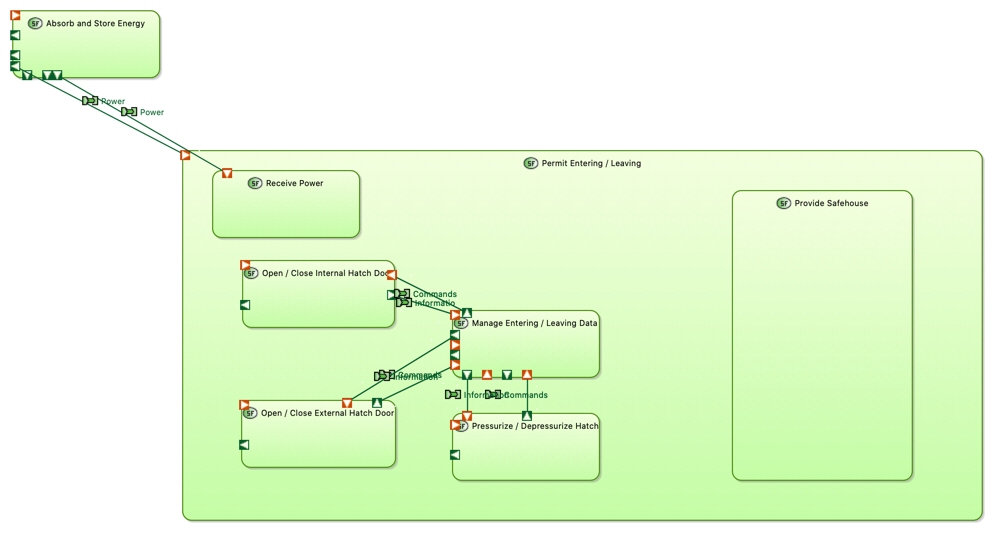 SF Absorb and Store Energy
Power
Power
SF Permit Entering / Leaving
SF Receive Power
SF Provide Safehouse
SF Open / Close Internal Hatch Do
Commands
Informatio
SF Manage Entering / Leaving Data
Commands
Information
SF Open / Close External Hatch Door
Information
Commands
SF Pressurize / Depressurize Hatch